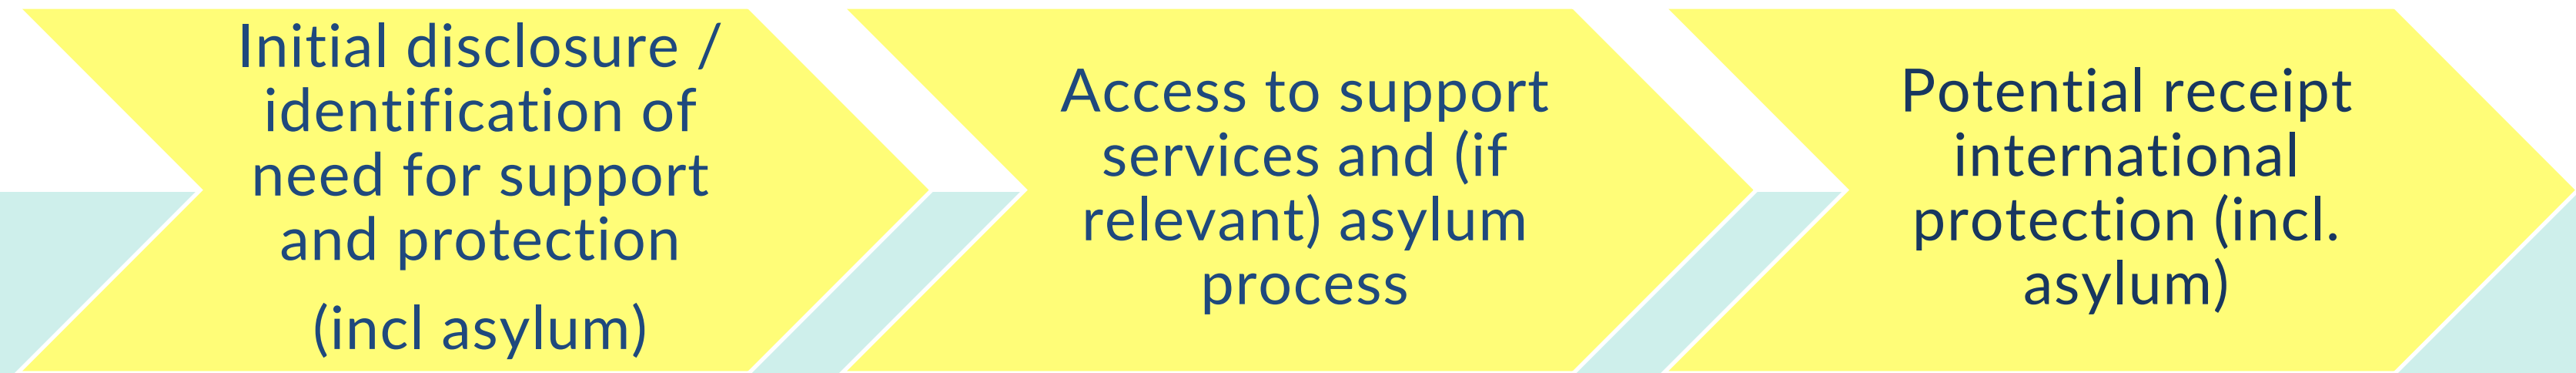 Initial disclosure /
identification of
need for support
and protection
(incl asylum)
Access to support
services and (if
relevant) asylum
process
Potential receipt
international
protection (incl.
asylum)